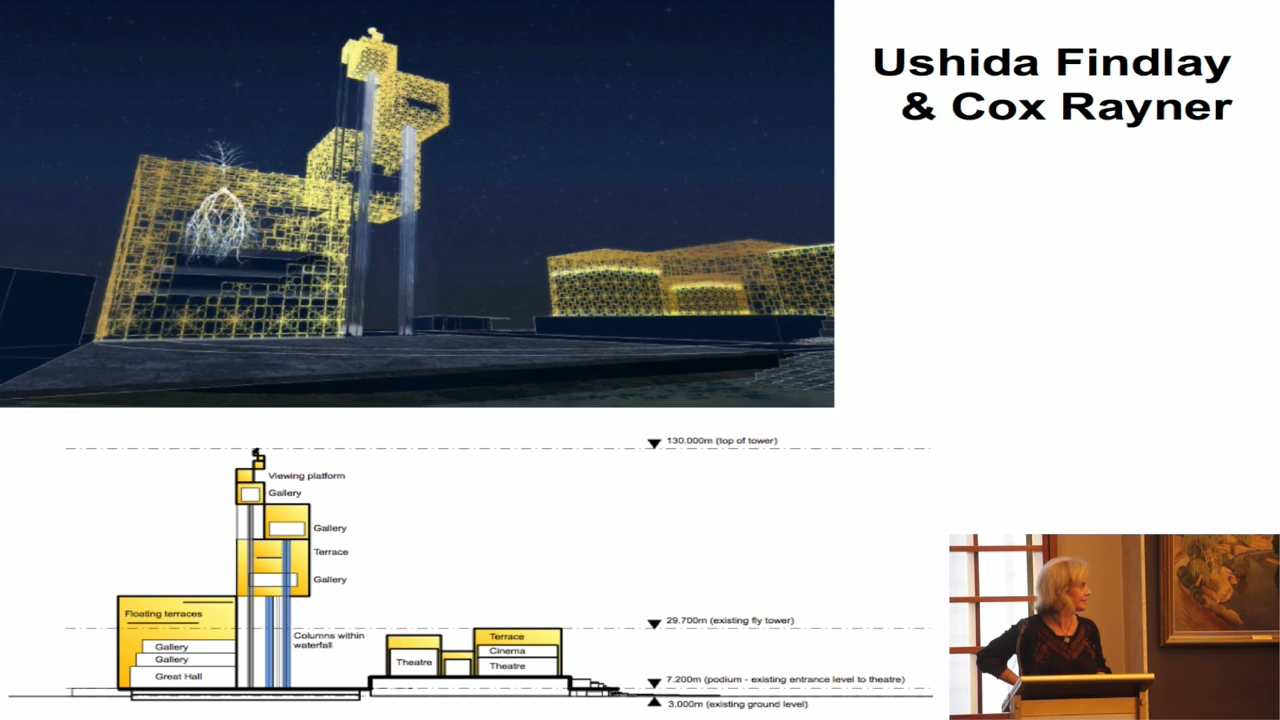 Ushida Findlay
& Cox Rayner
130.000m (top of tower)
Viewing platform
Gallery
Gallery
Terrace
Gallery
Floating terraces
29.700m (existing fly tower)
Columns within
waterfall
Gallery
Gallery
Great Hall
Theatre
Terrace
Cinema
Theatre
7.200m (podium - existing entrance level to theatre)
3.000m (existing ground level)